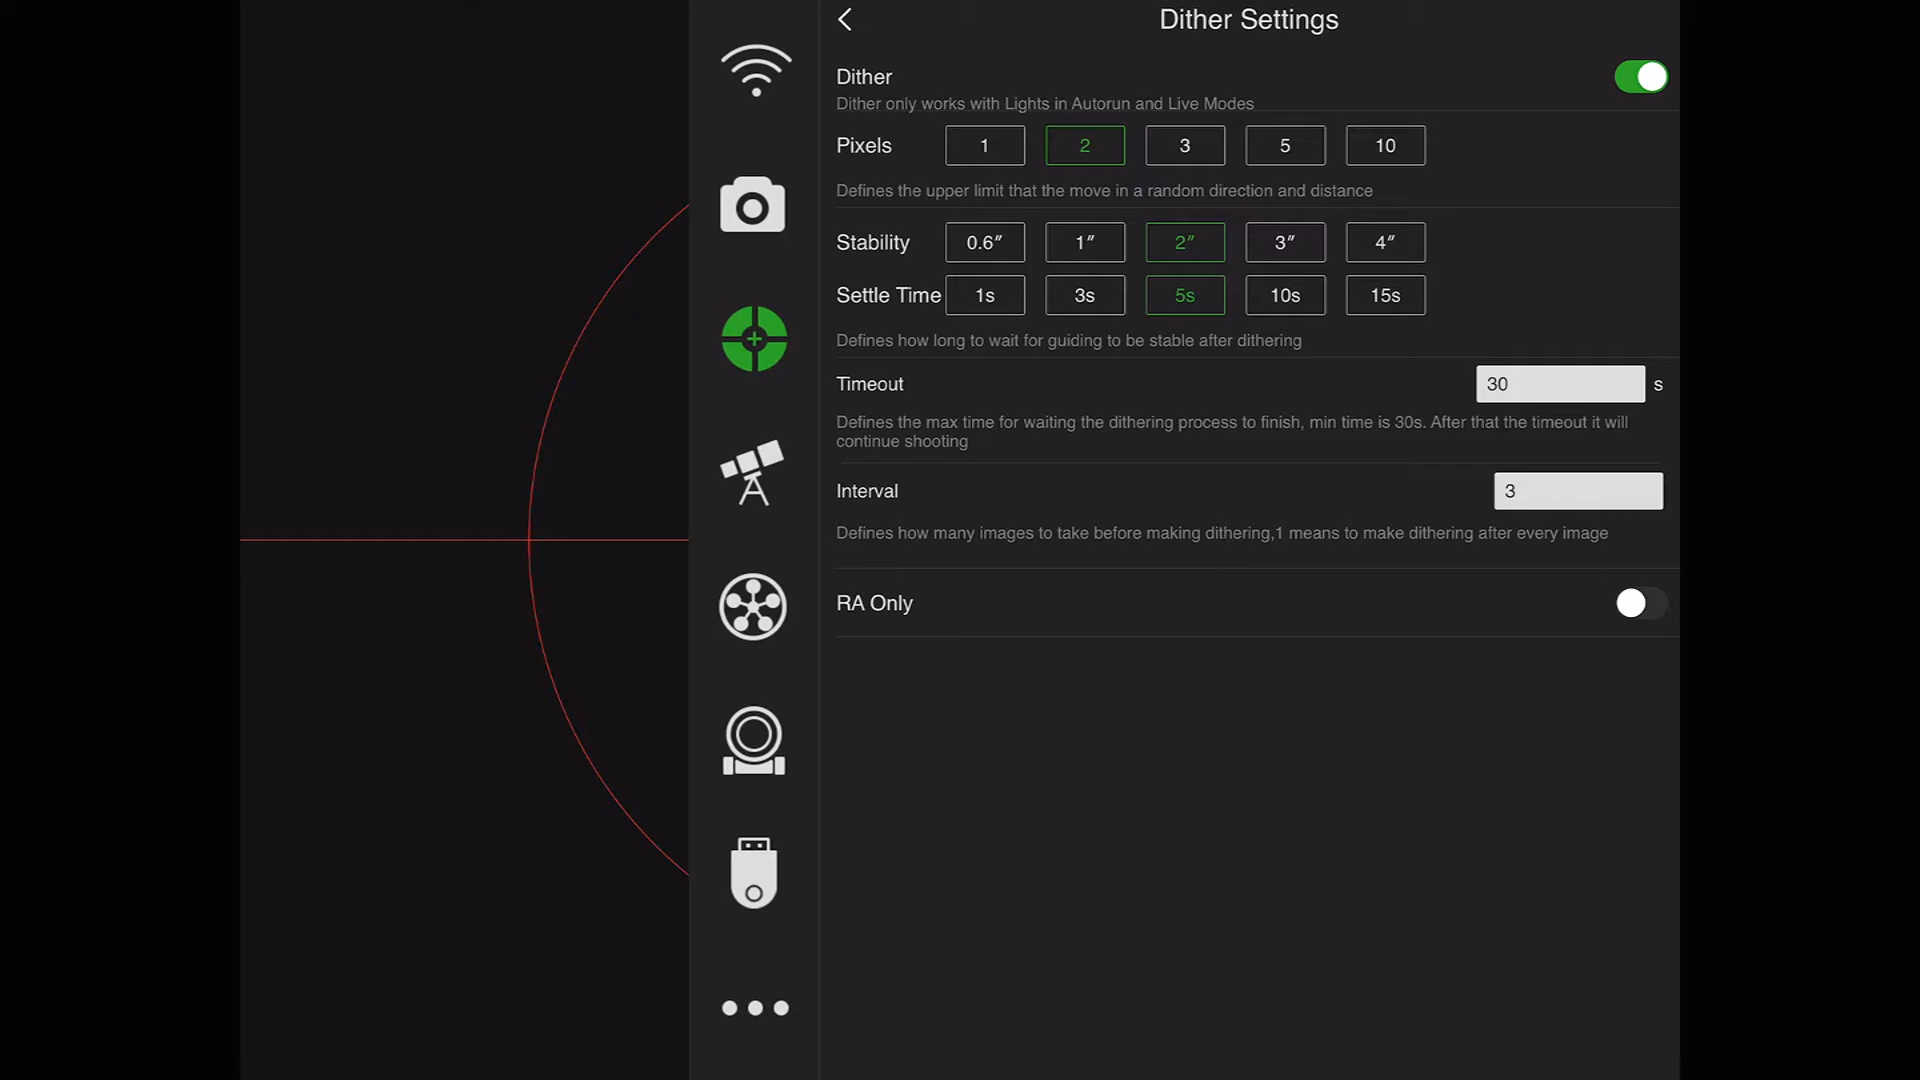 Dither Settings
Dither
Dither only works with Lights in Autorun and Live Modes
Pixels 1 2 3 5 10
Defines the upper limit that the move in a random direction and distance
Stability 0.6″ 1″ 2″ 3″ 4″
Settle Time 1s 3s 5s 10s 15s
Defines how long to wait for guiding to be stable after dithering
Timeout 30 s
Defines the max time for waiting the dithering process to finish, min time is 30s. After that the timeout it will
continue shooting
Interval 3
Defines how many images to take before making dithering,1 means to make dithering after every image
RA Only